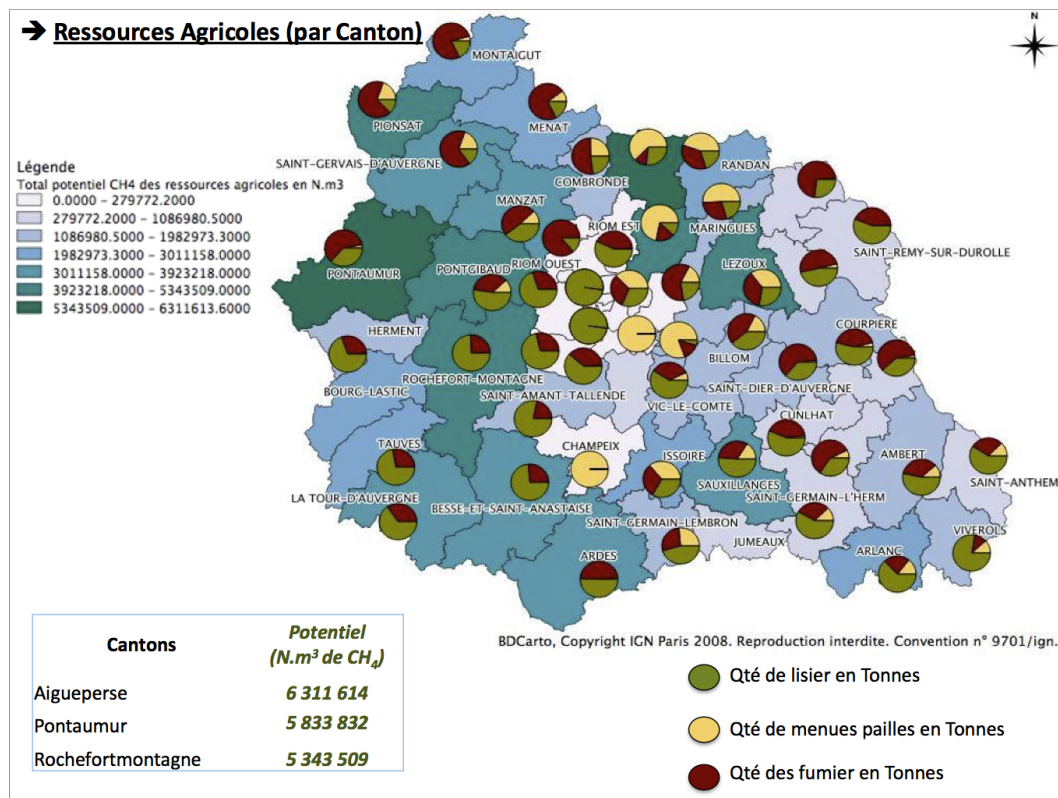 ➔ Ressources Agricoles (par Canton)
N
MONTAIGUT
PIONSAT
MENAT
SAINT-GERVAIS-D'AUVERGNE
COMBRONDE
RANDAN
Légende
Total potentiel CH4 des ressources agricoles en N.m3
0.0000 - 279772.2000
279772.2000 - 1086980.5000
1086980.5000 - 1982973.3000
1982973.3000 - 3011158.0000
3011158.0000 - 3923218.0000
3923218.0000 - 5343509.0000
5343509.0000 - 6311613.6000
MANZAT
RIOM EST
MARINGUES
SAINT-REMY-SUR-DUROLLE
PONTAUMUR
PONTGIBAUD
RIOM OUEST
LEZOUX
HERMENT
COURPIERE
BILLOM
ROCHEFORT-MONTAGNE
SAINT-DIER-D'AUVERGNE
BOURG-LASTIC
SAINT-AMANT-TALLENDE
VIC-LE-COMTE
CUNLHAT
TAUVES
CHAMPEIX
ISSOIRE
AMBERT
SAUXILLANGES
SAINT-ANTHEM
LA TOUR-D'AUVERGNE
BESSE-ET-SAINT-ANASTAISE
SAINT-GERMAIN-L'HERM
SAINT-GERMAIN-LEMBRON
VIVEROLS
JUMEAUX
ARDES
ARLANC
BDCarto, Copyright IGN Paris 2008. Reproduction interdite. Convention n° 9701/ign.
Cantons
Potentiel
(N.m³ de CH₄)
Aigueperse 6 311 614
Pontaumur 5 833 832
Rochefortmontagne 5 343 509
Qté de lisier en Tonnes
Qté de menues pailles en Tonnes
Qté des fumier en Tonnes